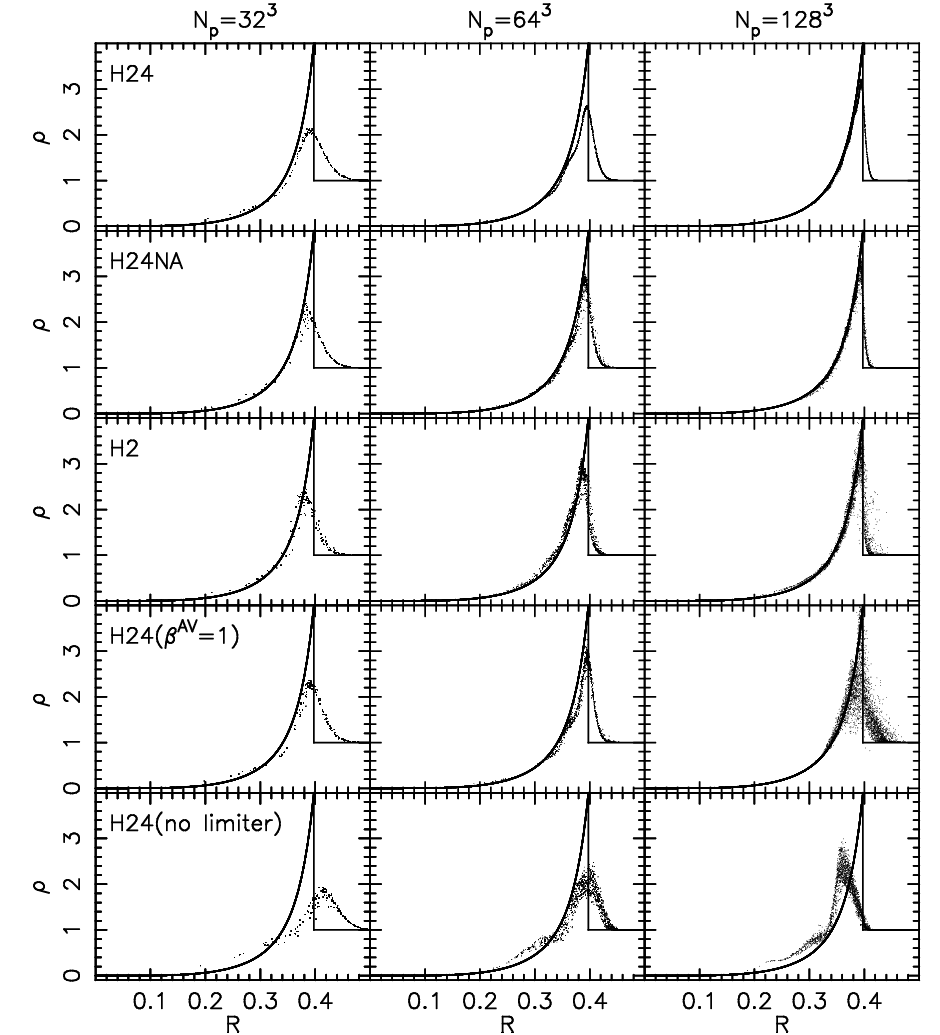 N_p=32^3 N_p=64^3 N_p=128^3
H24
ρ
3
2
1
0
H24NA
ρ
3
2
1
0
H2
ρ
3
2
1
0
H24(β^AV=1)
ρ
3
2
1
0
H24(no limiter)
ρ
3
2
1
0
0.1 0.2 0.3 0.4 0.1 0.2 0.3 0.4 0.1 0.2 0.3 0.4
R R R